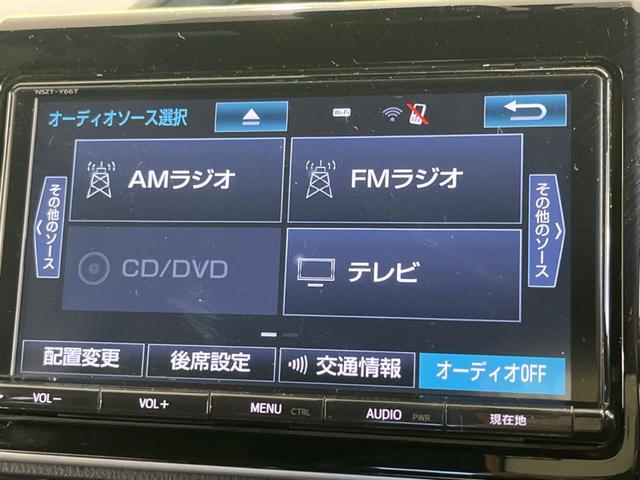 NSZT-Y66T
オーディオソース選択
Wi-Fi
AMラジオ
FMラジオ
その他のソース
その他のソース
CD/DVD
テレビ
配置変更
後席設定
交通情報
オーディオOFF
VOL−
VOL+
MENU CTRL
AUDIO PWR
現在地